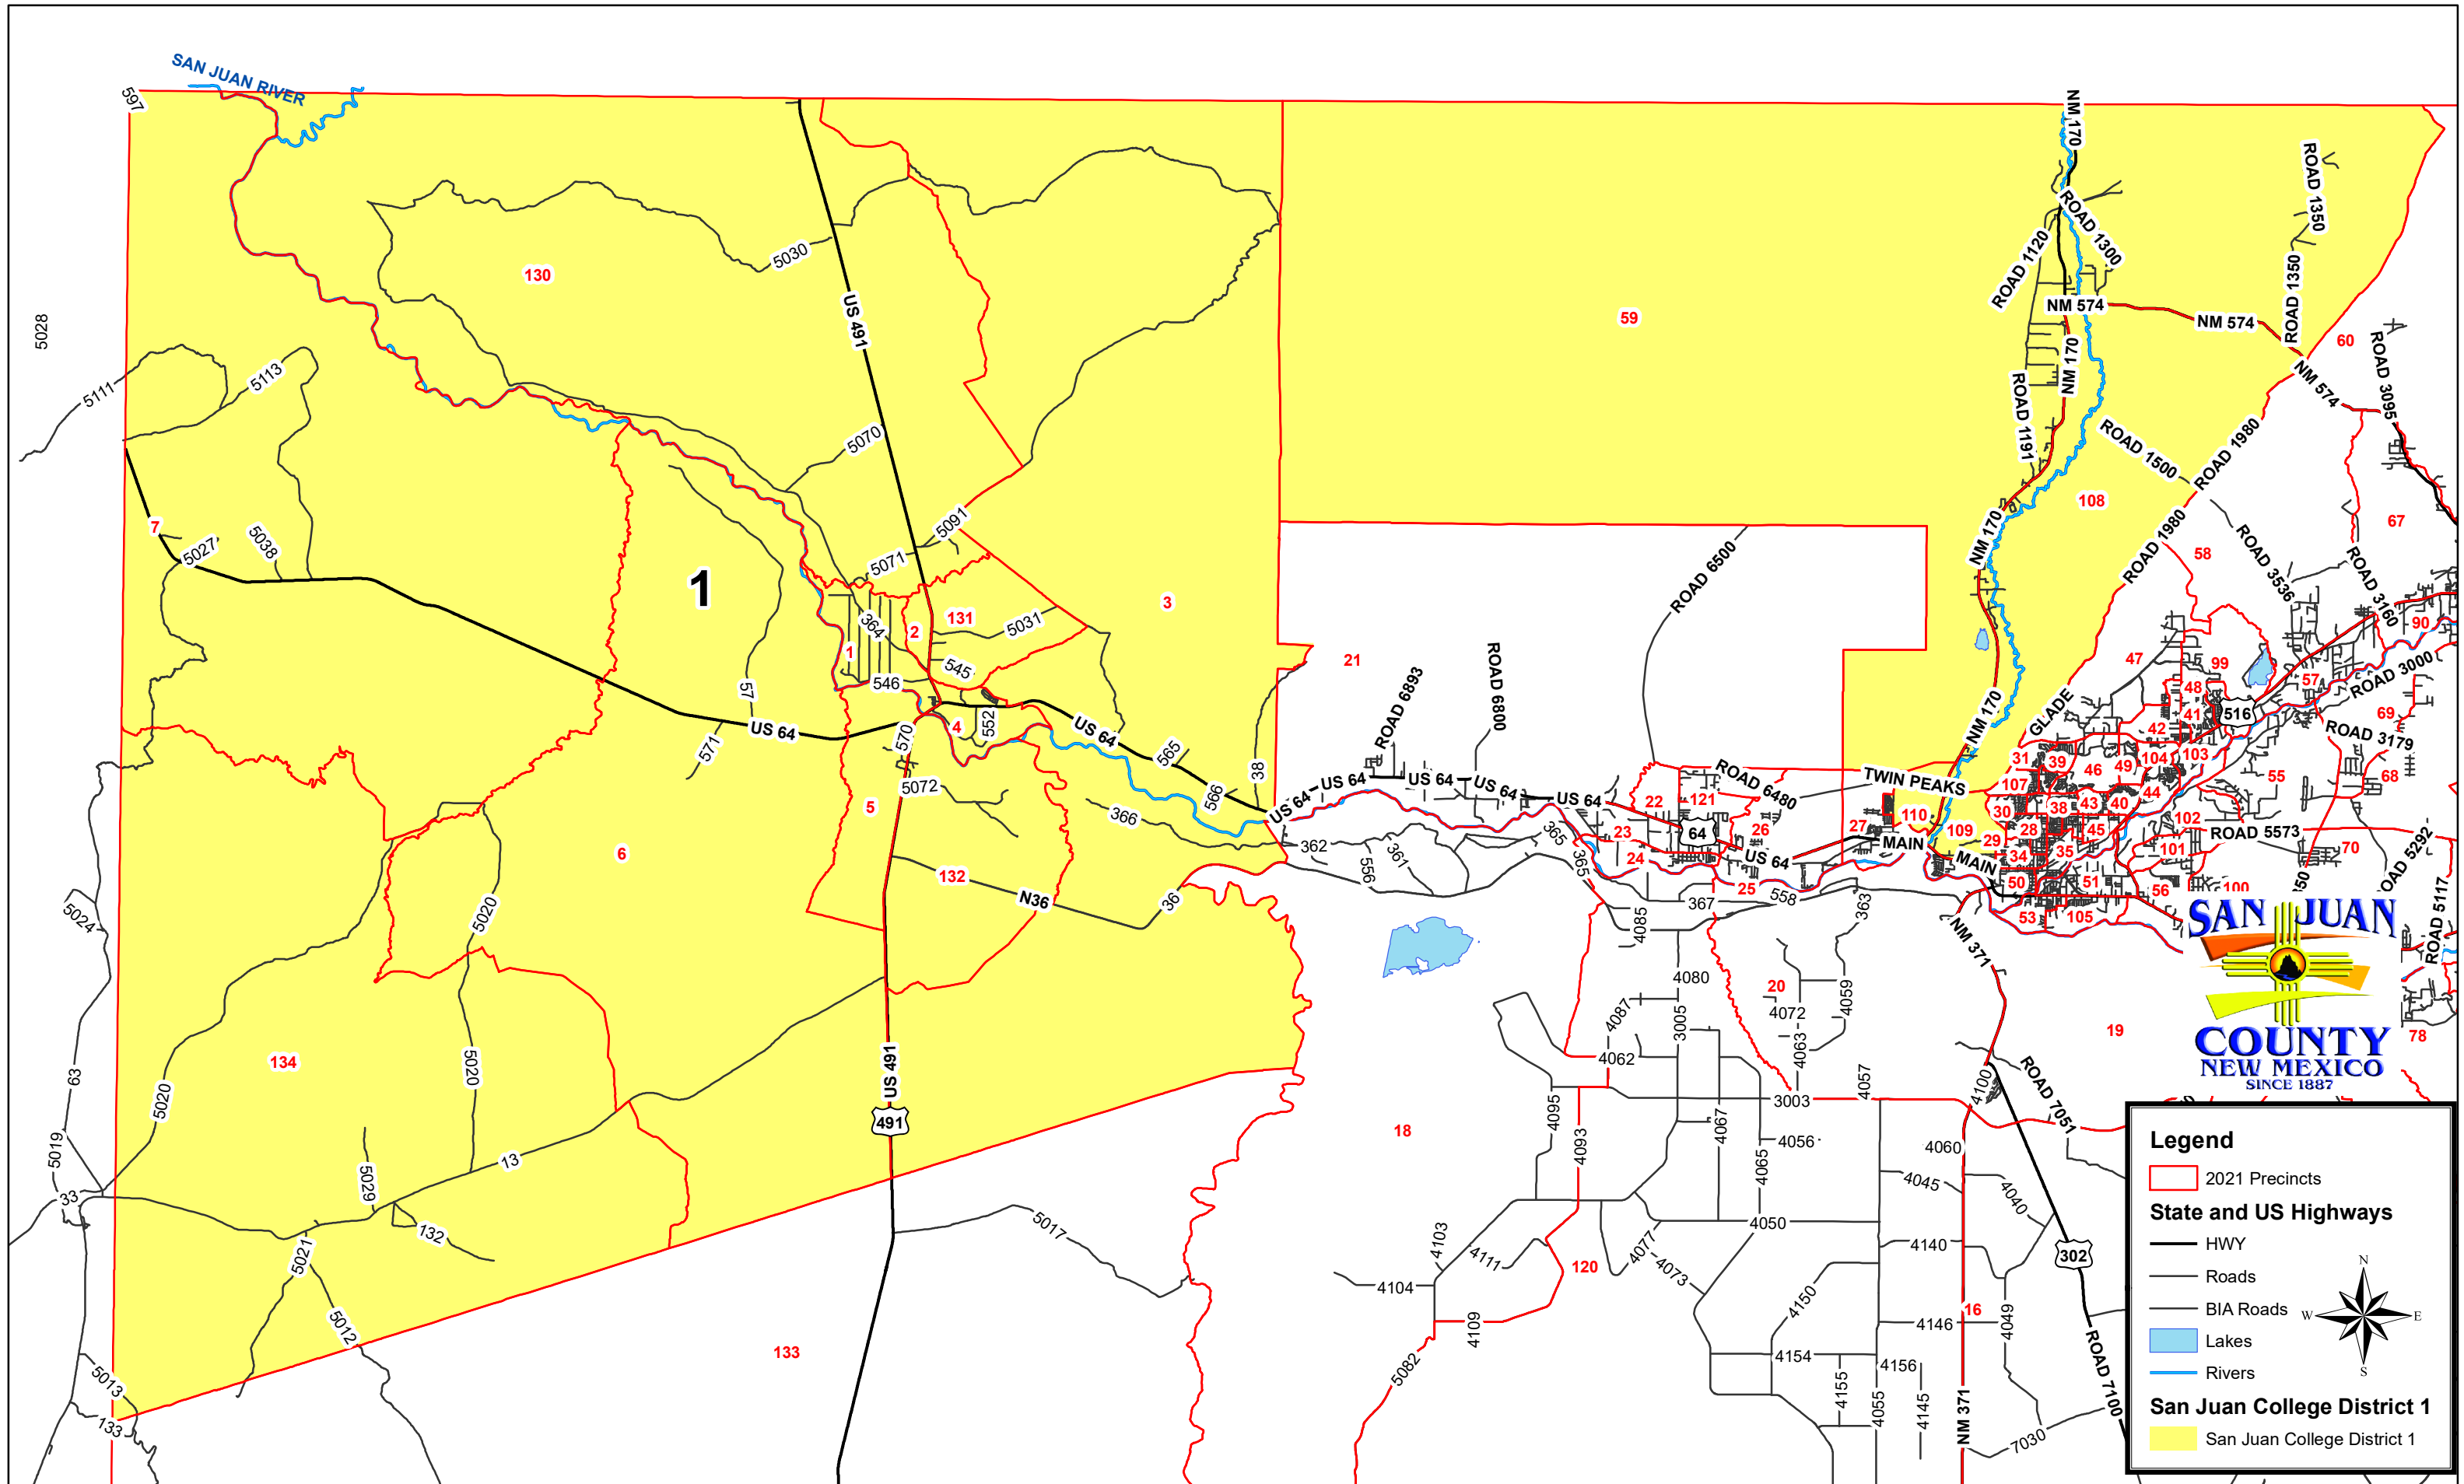 SAN JUAN RIVER
597
NM 170
ROAD 1350
ROAD 1300
ROAD 1120
5030
130
US 491
59
NM 574
NM 574
ROAD 1350
60
ROAD 3095
5028
5111
5113
NM 170
ROAD 1191
NM 574
5070
ROAD 1500
ROAD 1980
108
67
7
5027
5038
5091
5071
NM 170
ROAD 1980
58
ROAD 3536
ROAD 3160
1
ROAD 6500
3
364
2
131
5031
90
1
545
21
47
99
ROAD 3000
546
57
ROAD 6893
ROAD 6800
48
57
41
516
69
US 64
571
570
4
552
US 64
565
NM 170
GLADE
42
ROAD 3179
31
39
46
49
104
103
55
68
38
566
US 64
US 64
US 64
US 64
US 64
ROAD 6480
TWIN PEAKS
107
44
5
5072
366
22
121
30
38
43
40
23
64
26
27
110
109
28
45
102
ROAD 5573
362
365
MAIN
29
101
70
ROAD 5292
6
556
361
365
24
US 64
MAIN
34
35
132
N36
36
25
558
50
51
56
100
5020
367
363
53
105
ROAD 5117
5024
4085
NM 371
SAN JUAN
COUNTY
NEW MEXICO
SINCE 1887
4080
20
4059
4087
3005
4072
19
78
134
5020
63
5020
US 491
4062
4063
4057
4100
ROAD 7051
491
18
4095
3003
4093
4067
4056
4060
5019
13
4065
4045
33
5029
4040
132
5017
4103
4050
5021
4111
4077
4140
302
120
4073
4104
4150
16
4049
5012
4109
4146
133
5013
5082
4154
4156
ROAD 7100
133
4155
4055
4145
NM 371
7030
Legend
2021 Precincts
State and US Highways
HWY
Roads
BIA Roads
Lakes
Rivers
N
W
E
S
San Juan College District 1
San Juan College District 1